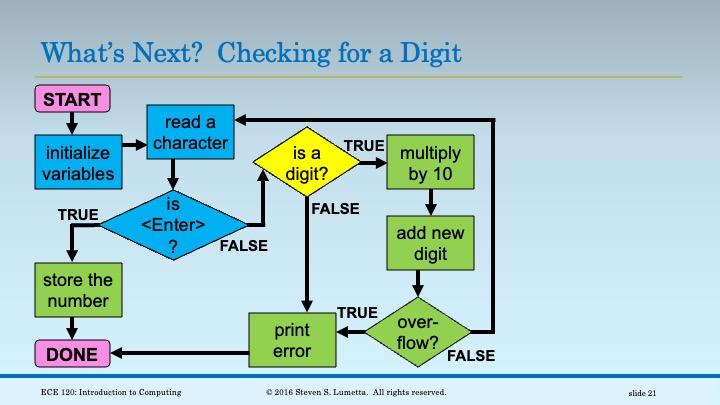 What's Next?  Checking for a Digit
START
initialize
variables
read a
character
is
<Enter>
?
TRUE
FALSE
store the
number
DONE
is a
digit?
TRUE
FALSE
multiply
by 10
add new
digit
over-
flow?
TRUE
FALSE
print
error
ECE 120: Introduction to Computing
© 2016 Steven S. Lumetta.  All rights reserved.
slide 21